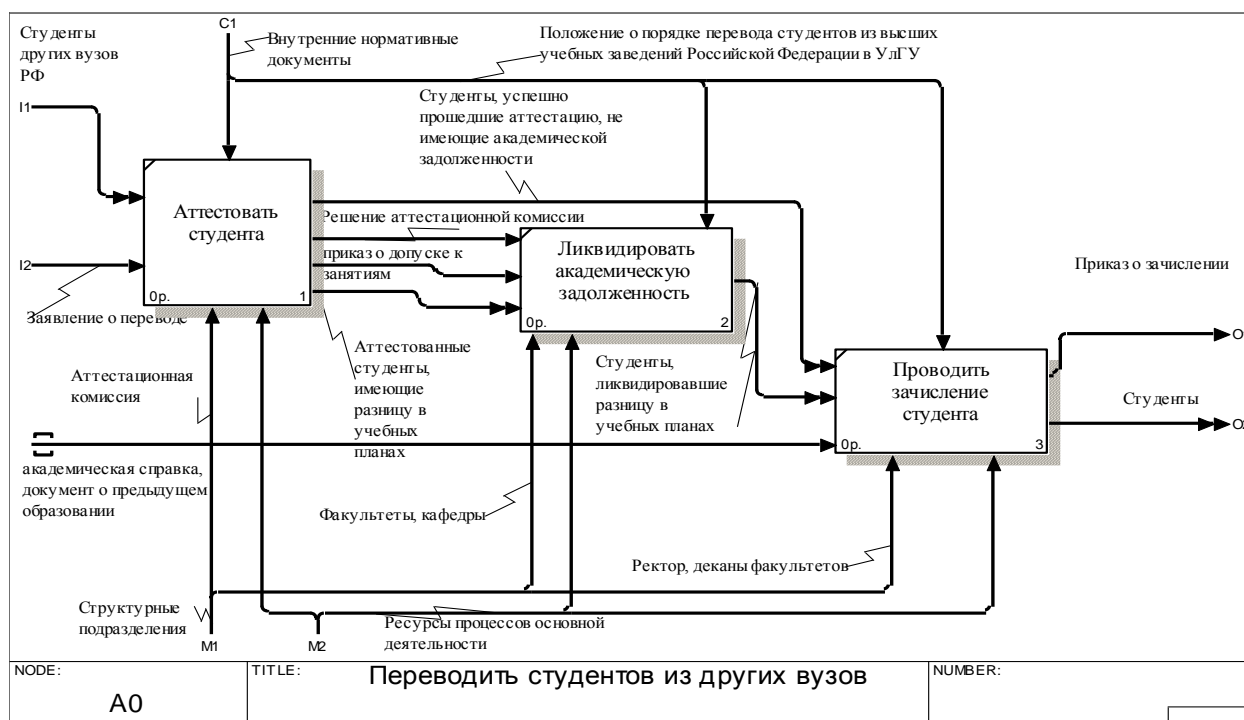 C1
Студенты
других вузов
РФ
Внутренние нормативные
документы
Положение о порядке перевода студентов из высших
учебных заведений Российской Федерации в УлГУ
I1
Студенты, успешно
прошедшие аттестацию, не
имеющие академической
задолженности
Аттестовать
студента
0р.
1
Решение аттестационной комиссии
приказ о допуске к
занятиям
I2
Заявление о переводе
Ликвидировать
академическую
задолженность
0р.
2
Приказ о зачислении
Аттестационная
комиссия
Аттестованные
студенты,
имеющие
разницу в
учебных
планах
Студенты,
ликвидировавшие
разницу в
учебных планах
Проводить
зачисление
студента
0р.
3
Студенты
академическая справка,
документ о предыдущем
образовании
Факультеты, кафедры
Ректор, деканы факультетов
Структурные
подразделения
Ресурсы процессов основной
деятельности
M1
M2
NODE:
A0
TITLE:
Переводить студентов из других вузов
NUMBER: